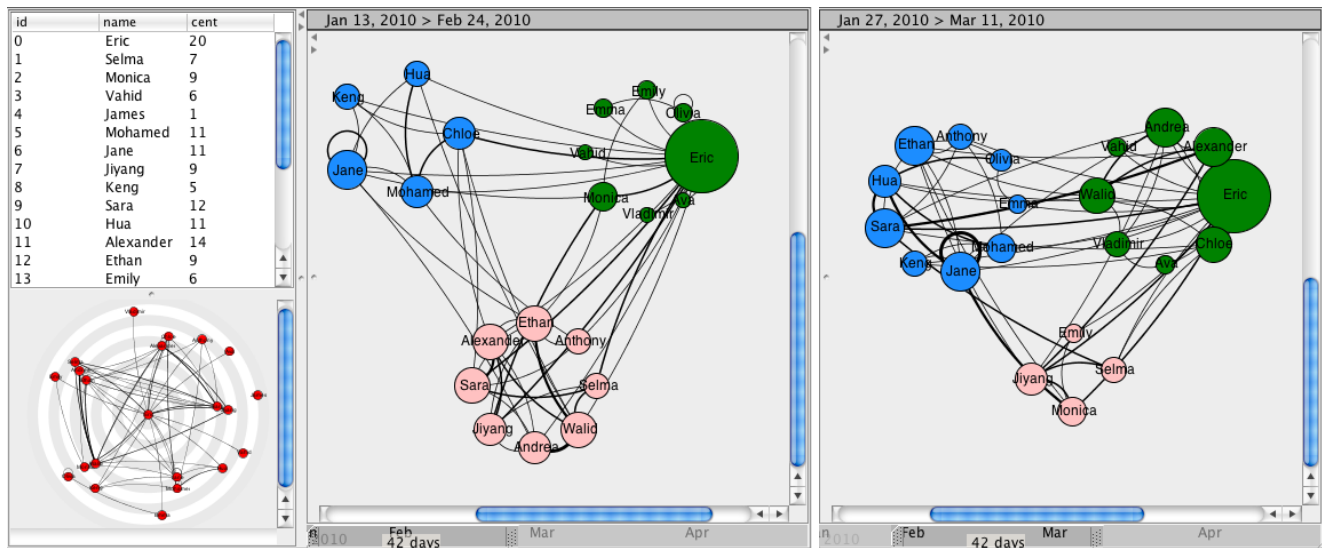 id name cent
0 Eric 20
1 Selma 7
2 Monica 9
3 Vahid 6
4 James 1
5 Mohamed 11
6 Jane 11
7 Jiyang 9
8 Keng 5
9 Sara 12
10 Hua 11
11 Alexander 14
12 Ethan 9
13 Emily 6
Jan 13, 2010 > Feb 24, 2010
Hua
Keng
Emily
Emma
Olivia
Chloe
Vahid
Eric
Jane
Mohamed
Monica
Ava
Vladimir
Ethan
Alexander
Anthony
Sara
Selma
Jiyang
Walid
Andrea
2010
Feb
Mar
Apr
42 days
Jan 27, 2010 > Mar 11, 2010
Andrea
Ethan
Anthony
Vahid
Alexander
Olivia
Hua
Walid
Eric
Emma
Sara
Mohamed
Vladimir
Chloe
Keng
Jane
Ava
Emily
Selma
Jiyang
Monica
2010
Feb
Mar
Apr
42 days